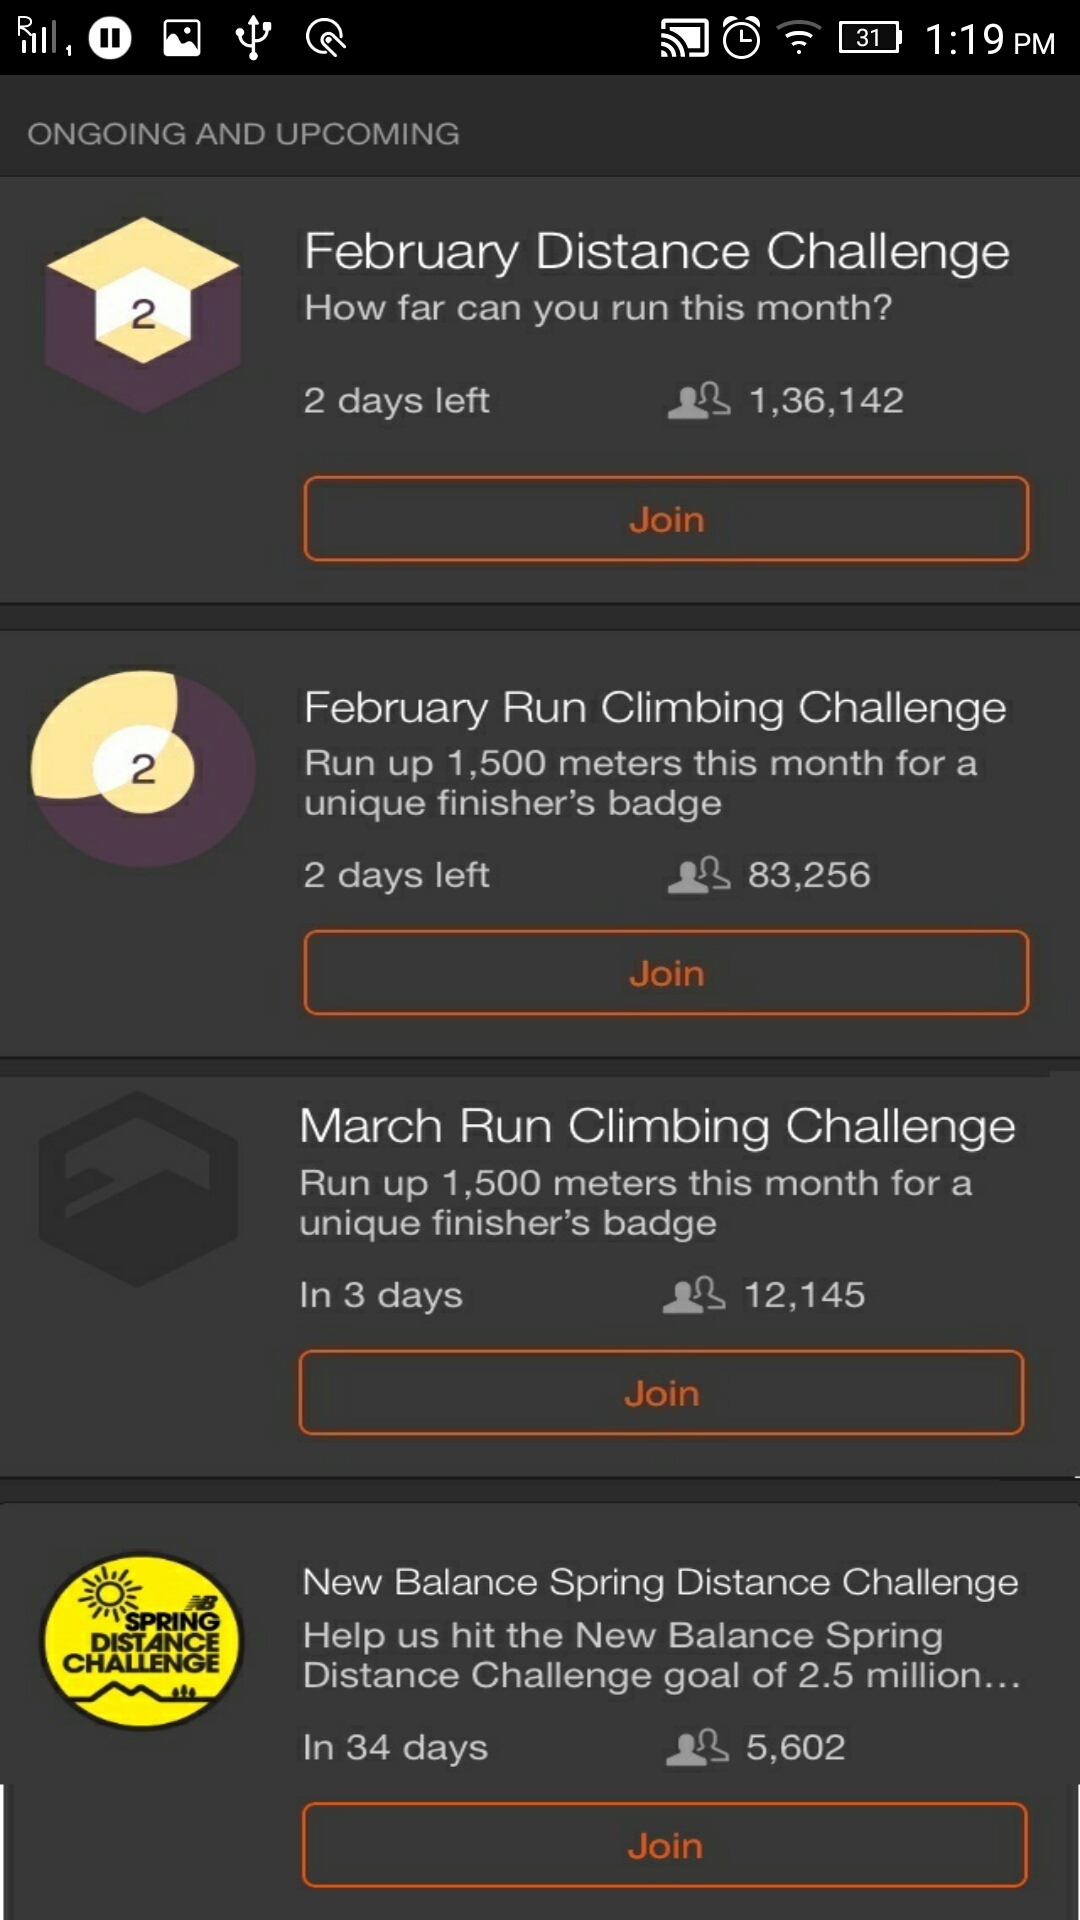 R 1 31 1:19 PM
ONGOING AND UPCOMING
2
February Distance Challenge
How far can you run this month?
2 days left 1,36,142
Join
2
February Run Climbing Challenge
Run up 1,500 meters this month for a
unique finisher’s badge
2 days left 83,256
Join
March Run Climbing Challenge
Run up 1,500 meters this month for a
unique finisher’s badge
In 3 days 12,145
Join
NB
SPRING
DISTANCE
CHALLENGE
New Balance Spring Distance Challenge
Help us hit the New Balance Spring
Distance Challenge goal of 2.5 million...
In 34 days 5,602
Join